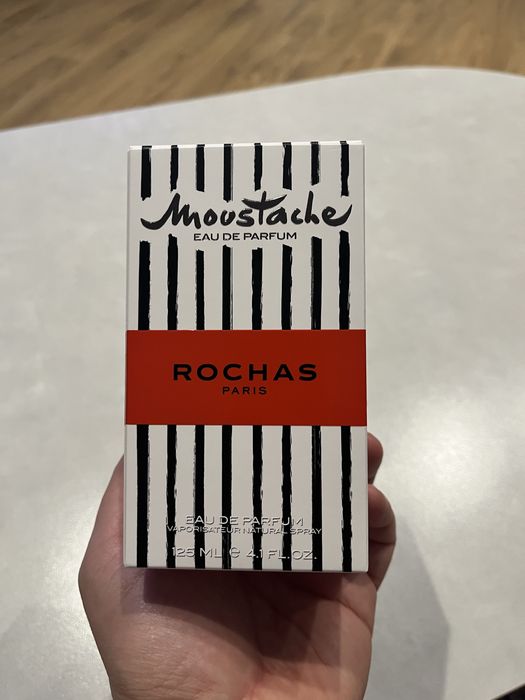 Moustache
EAU DE PARFUM
ROCHAS
PARIS
EAU DE PARFUM
VAPORISATEUR NATURAL SPRAY
125 ML ℮ 4.1 FL.OZ.